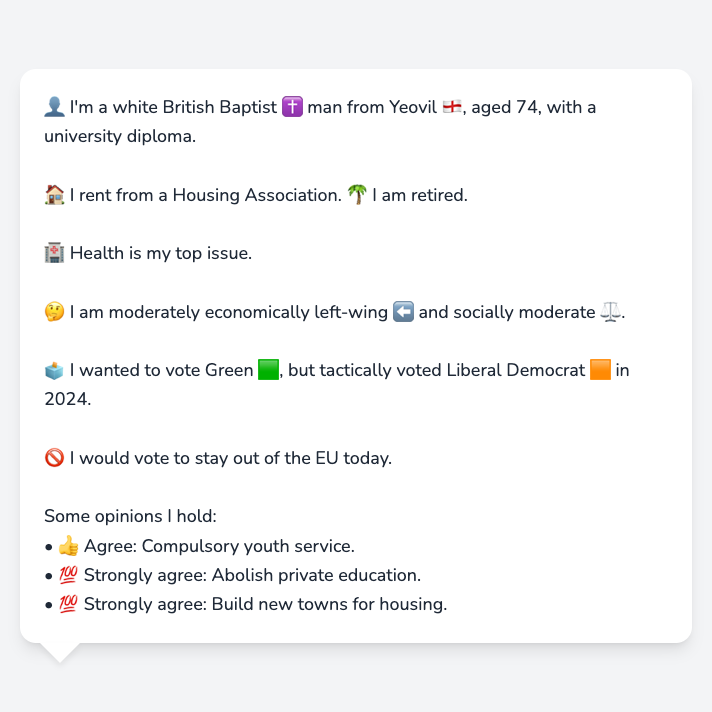 👤 I'm a white British Baptist ✝️ man from Yeovil 🏴󠁧󠁢󠁥󠁮󠁧󠁿, aged 74, with a
university diploma.
🏠 I rent from a Housing Association. 🌴 I am retired.
🏥 Health is my top issue.
🤔 I am moderately economically left-wing ⬅️ and socially moderate ⚖️.
🗳️ I wanted to vote Green 🟩, but tactically voted Liberal Democrat 🟧 in
2024.
🚫 I would vote to stay out of the EU today.
Some opinions I hold:
• 👍 Agree: Compulsory youth service.
• 💯 Strongly agree: Abolish private education.
• 💯 Strongly agree: Build new towns for housing.